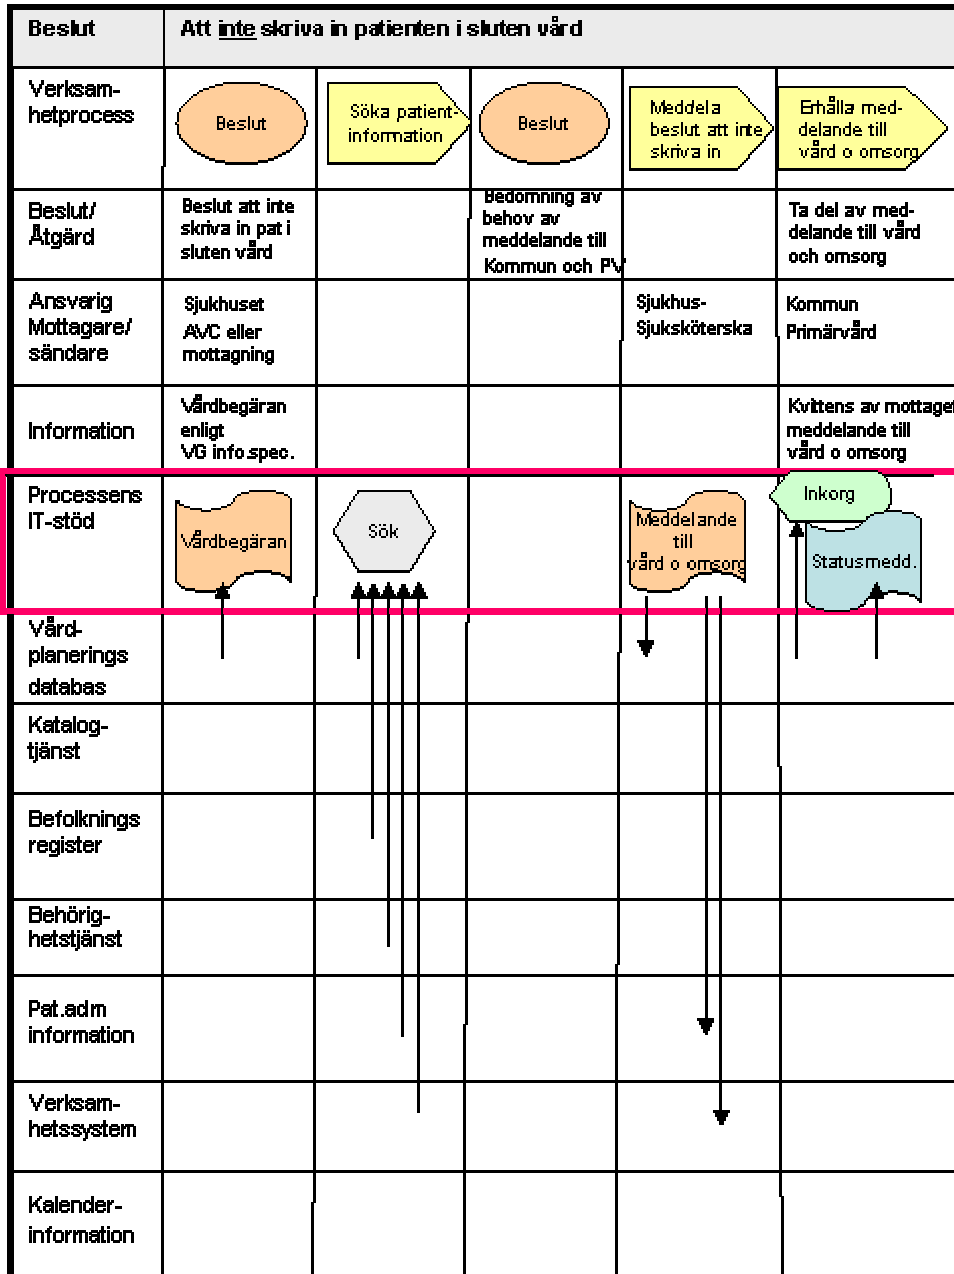 Beslut
Att inte skriva in patienten i sluten vård
Verksam-
hetprocess
Beslut
Söka patient-
information
Beslut
Meddela
beslut att inte
skriva in
Erhålla med-
delande till
vård o omsorg
Beslut/
Åtgärd
Beslut att inte
skriva in pat i
sluten vård
Bedömning av
behov av
meddelande till
Kommun och PV
Ta del av med-
delande till vård
och omsorg
Ansvarig
Mottagare/
sändare
Sjukhuset
AVC eller
mottagning
Sjukhus-
Sjuksköterska
Kommun
Primärvård
Information
Vårdbegäran
enligt
VG info.spec.
Kvittens av mottaget
meddelande till
vård o omsorg
Processens
IT-stöd
Vårdbegäran
Sök
Meddelande
till
vård o omsorg
Inkorg
Statusmedd.
Vård-
planerings
databas
Katalog-
tjänst
Befolknings
register
Behörig-
hetstjänst
Pat.adm
information
Verksam-
hetssystem
Kalender-
information